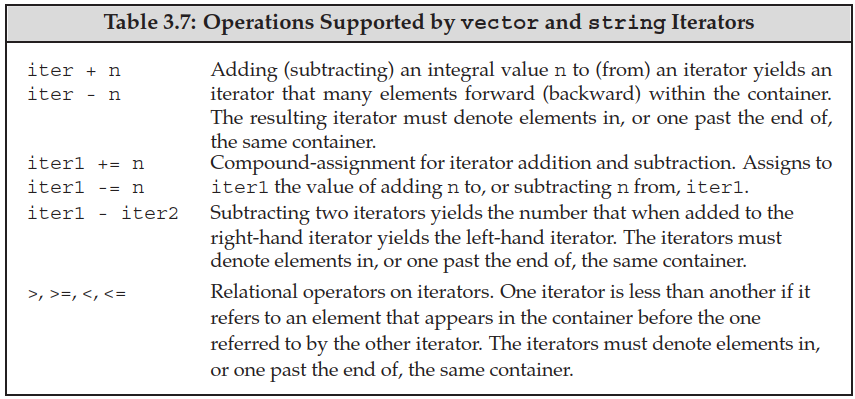 Table 3.7: Operations Supported by vector and string Iterators
iter + n Adding (subtracting) an integral value n to (from) an iterator yields an
iter - n iterator that many elements forward (backward) within the container.
The resulting iterator must denote elements in, or one past the end of,
the same container.
iter1 += n Compound-assignment for iterator addition and subtraction. Assigns to
iter1 -= n iter1 the value of adding n to, or subtracting n from, iter1.
iter1 - iter2 Subtracting two iterators yields the number that when added to the
right-hand iterator yields the left-hand iterator. The iterators must
denote elements in, or one past the end of, the same container.
>, >=, <, <= Relational operators on iterators. One iterator is less than another if it
refers to an element that appears in the container before the one
referred to by the other iterator. The iterators must denote elements in,
or one past the end of, the same container.